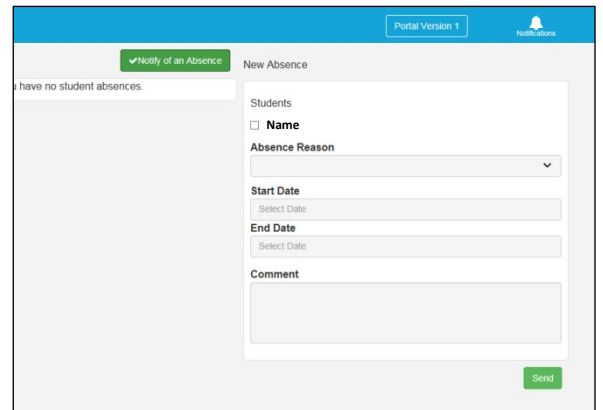 Portal Version 1
Notifications
Notify of an Absence
New Absence
have no student absences.
Students
Name
Absence Reason
Start Date
Select Date
End Date
Select Date
Comment
Send